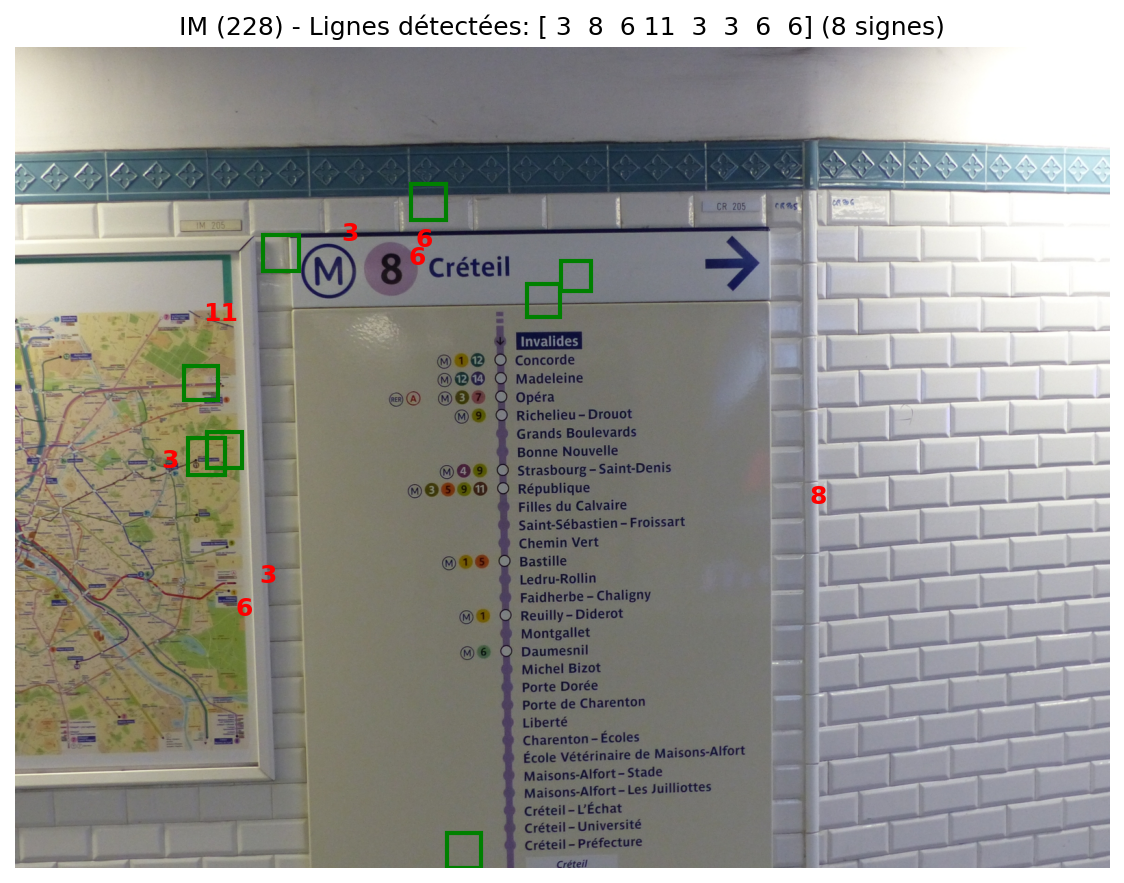 IM (228) - Lignes détectées: [ 3 8 6 11 3 3 6 6] (8 signes)
IM 205
CR 205
3
6
6
M 8 Créteil
11
Invalides
M 1 12 Concorde
M 12 14 Madeleine
RER A M 3 7 Opéra
M 9 Richelieu – Drouot
Grands Boulevards
Bonne Nouvelle
3
M 4 9 Strasbourg – Saint-Denis
M 3 5 9 11 République
8
Filles du Calvaire
Saint-Sébastien – Froissart
Chemin Vert
M 1 5 Bastille
3
Ledru-Rollin
Faidherbe – Chaligny
6
M 1 Reuilly – Diderot
Montgallet
M 6 Daumesnil
Michel Bizot
Porte Dorée
Porte de Charenton
Liberté
Charenton – Écoles
École Vétérinaire de Maisons-Alfort
Maisons-Alfort – Stade
Maisons-Alfort – Les Juilliottes
Créteil – L'Échat
Créteil – Université
Créteil – Préfecture
Créteil